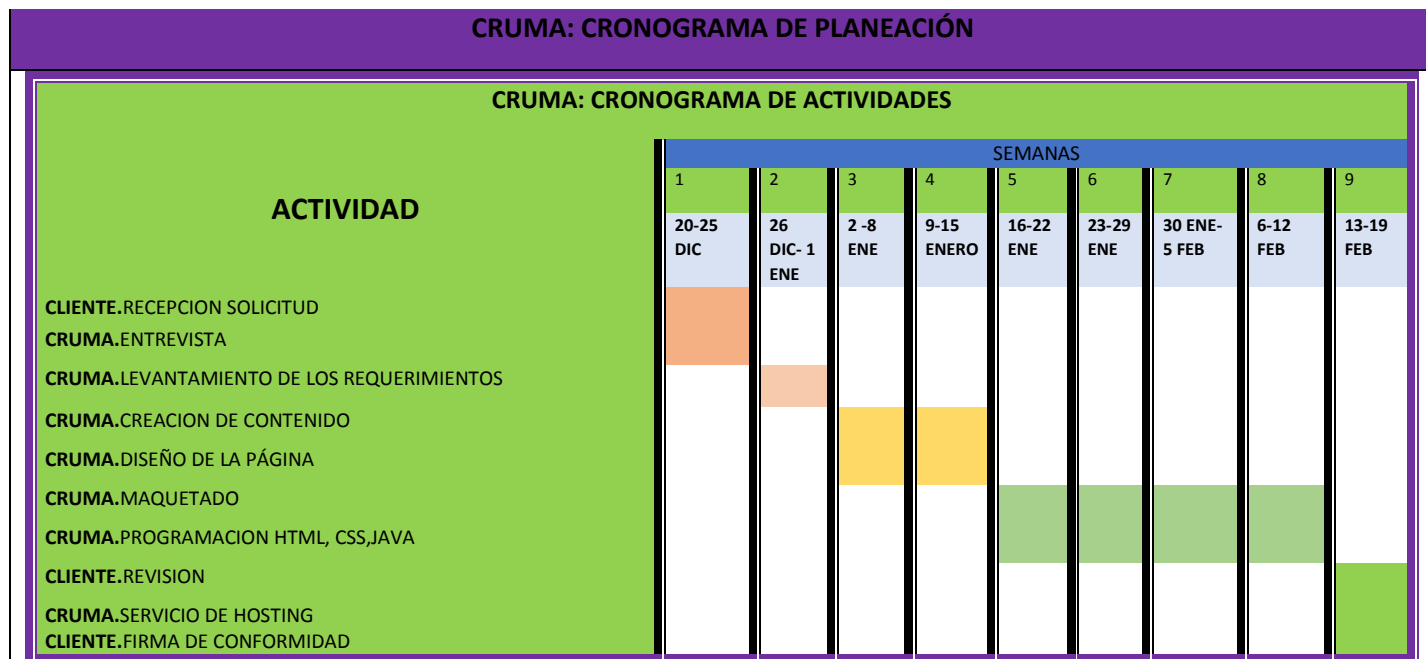 CRUMA: CRONOGRAMA DE PLANEACIÓN
CRUMA: CRONOGRAMA DE ACTIVIDADES
ACTIVIDAD
SEMANAS
1 2 3 4 5 6 7 8 9
20-25 DIC
26 DIC- 1 ENE
2 -8 ENE
9-15 ENERO
16-22 ENE
23-29 ENE
30 ENE- 5 FEB
6-12 FEB
13-19 FEB
CLIENTE.RECEPCION SOLICITUD
CRUMA.ENTREVISTA
CRUMA.LEVANTAMIENTO DE LOS REQUERIMIENTOS
CRUMA.CREACION DE CONTENIDO
CRUMA.DISEÑO DE LA PÁGINA
CRUMA.MAQUETADO
CRUMA.PROGRAMACION HTML, CSS,JAVA
CLIENTE.REVISION
CRUMA.SERVICIO DE HOSTING
CLIENTE.FIRMA DE CONFORMIDAD